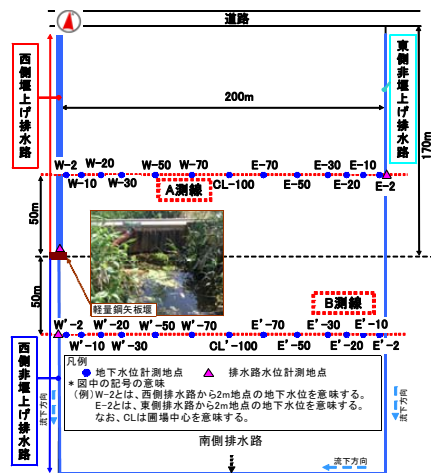 道路
西側堰上げ排水路
東側非堰上げ排水路
200m
170m
W-2
W-20
W-50
W-70
E-70
E-30
E-10
W-10
W-30
CL-100
E-50
E-20
E-2
A測線
50m
50m
軽量鋼矢板堰
B測線
W'-2
W'-20
W'-50
W'-70
E'-70
E'-30
E'-10
W'-10
W'-30
CL'-100
E'-50
E'-20
E'-2
西側非堰上げ排水路
流下方向
流下方向
凡例
地下水位計測地点
排水路水位計測地点
*図中の記号の意味
(例)W-2とは、西側排水路から2m地点の地下水位を意味する。
E-2とは、東側排水路から2m地点の地下水位を意味する。
なお、CLは圃場中心を意味する。
南側排水路
流下方向